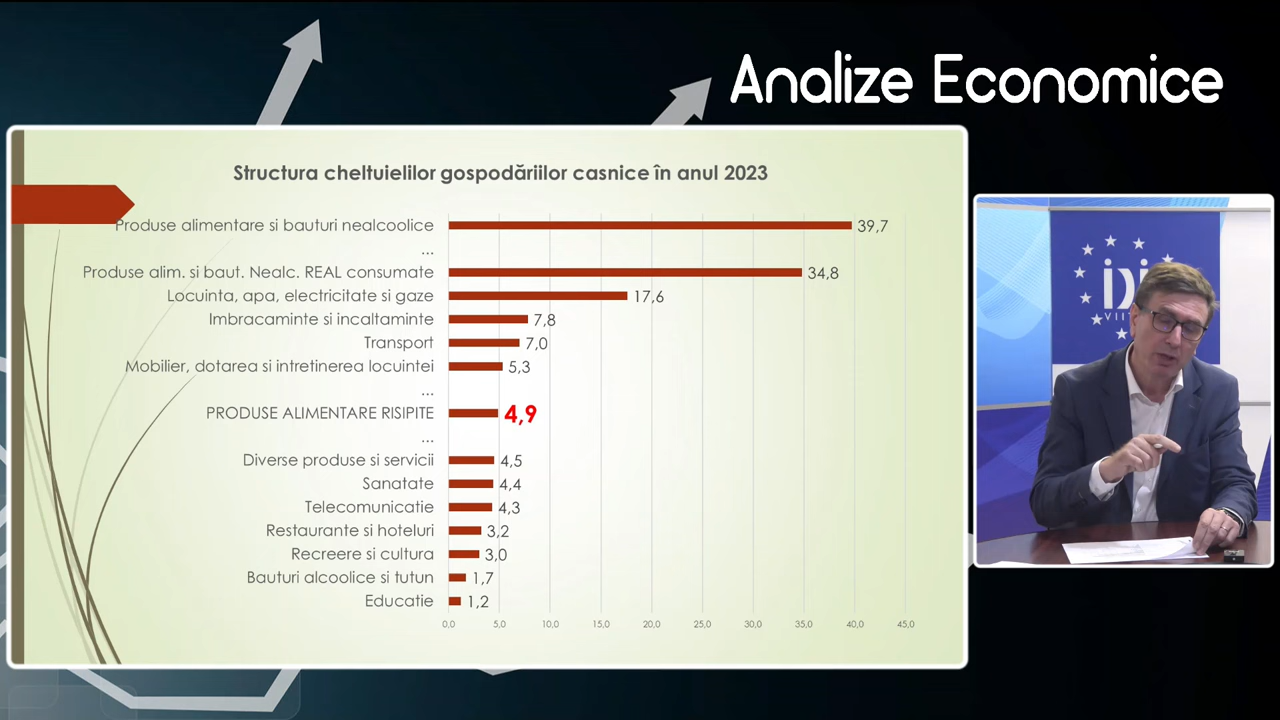 Analize Economice
Structura cheltuielilor gospodăriilor casnice în anul 2023
Produse alimentare si bauturi nealcoolice 39,7
...
Produse alim. si baut. Nealc. REAL consumate 34,8
Locuinta, apa, electricitate si gaze 17,6
Imbracaminte si incaltaminte 7,8
Transport 7,0
Mobilier, dotarea si intretinerea locuintei 5,3
...
PRODUSE ALIMENTARE RISIPITE 4,9
...
Diverse produse si servicii 4,5
Sanatate 4,4
Telecomunicatie 4,3
Restaurante si hoteluri 3,2
Recreere si cultura 3,0
Bauturi alcoolice si tutun 1,7
Educatie 1,2
0,0 5,0 10,0 15,0 20,0 25,0 30,0 35,0 40,0 45,0